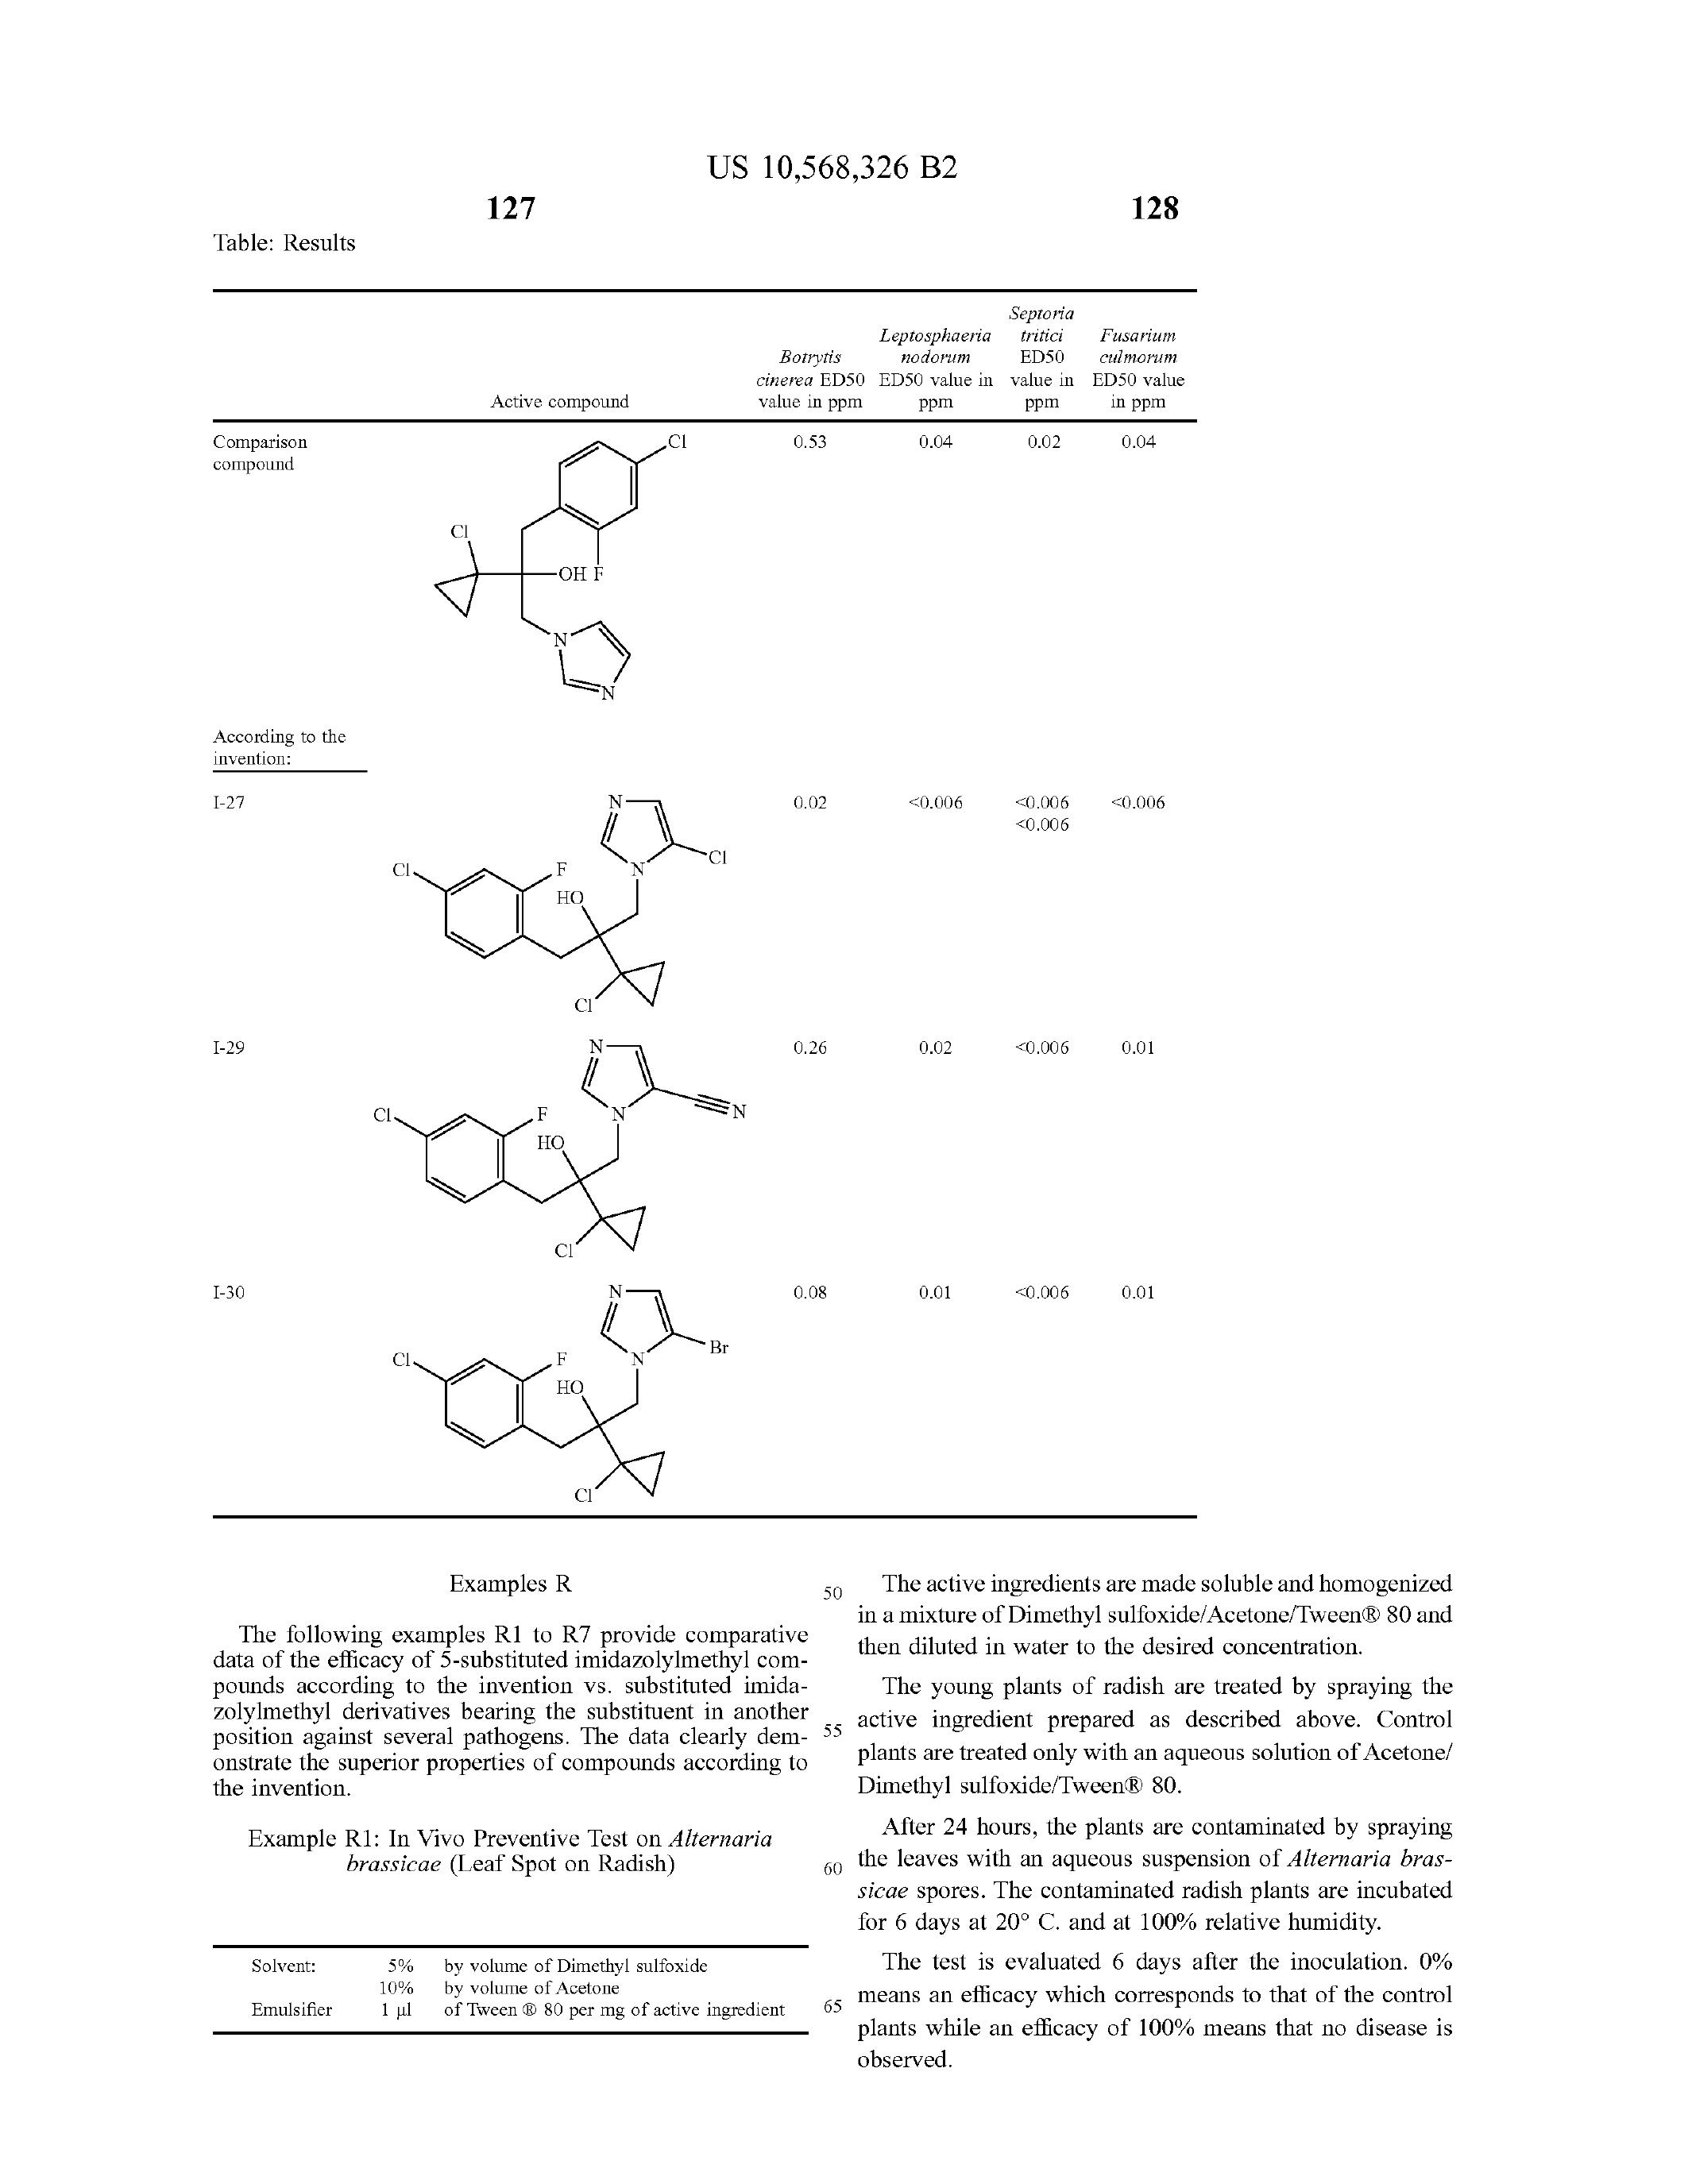 US 10,568,326 B2
127
128
Table: Results
Active compound
Botrytis
cinerea ED50
value in ppm
Leptosphaeria
nodorum
ED50 value in
ppm
Septoria
tritici
ED50
value in
ppm
Fusarium
culmorum
ED50 value
in ppm
Comparison
compound
Cl
Cl
OH F
N
N
0.53 0.04 0.02 0.04
According to the
invention:
I-27
N
Cl
N
Cl
F
HO
Cl
0.02 <0.006 <0.006 <0.006
<0.006
I-29
N
N
N
Cl
F
HO
Cl
0.26 0.02 <0.006 0.01
I-30
N
Br
N
Cl
F
HO
Cl
0.08 0.01 <0.006 0.01
Examples R
The following examples R1 to R7 provide comparative
data of the efficacy of 5-substituted imidazolylmethyl com-
pounds according to the invention vs. substituted imida-
zolylmethyl derivatives bearing the substituent in another
position against several pathogens. The data clearly dem-
onstrate the superior properties of compounds according to
the invention.
Example R1: In Vivo Preventive Test on Alternaria
brassicae (Leaf Spot on Radish)
Solvent: 5% by volume of Dimethyl sulfoxide
10% by volume of Acetone
Emulsifier 1 µl of Tween ® 80 per mg of active ingredient
50
55
60
65
The active ingredients are made soluble and homogenized
in a mixture of Dimethyl sulfoxide/Acetone/Tween® 80 and
then diluted in water to the desired concentration.
The young plants of radish are treated by spraying the
active ingredient prepared as described above. Control
plants are treated only with an aqueous solution of Acetone/
Dimethyl sulfoxide/Tween® 80.
After 24 hours, the plants are contaminated by spraying
the leaves with an aqueous suspension of Alternaria bras-
sicae spores. The contaminated radish plants are incubated
for 6 days at 20° C. and at 100% relative humidity.
The test is evaluated 6 days after the inoculation. 0%
means an efficacy which corresponds to that of the control
plants while an efficacy of 100% means that no disease is
observed.